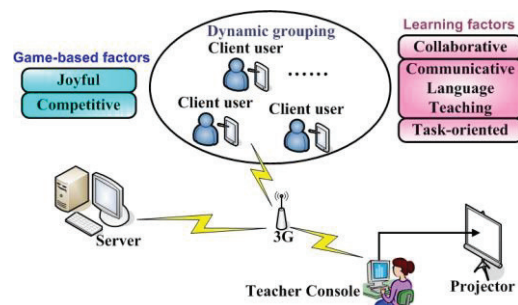 Dynamic grouping
Client user
......
Client user
Client user
Game-based factors
Joyful
Competitive
Learning factors
Collaborative
Communicative
Language
Teaching
Task-oriented
Server
3G
Teacher Console
Projector